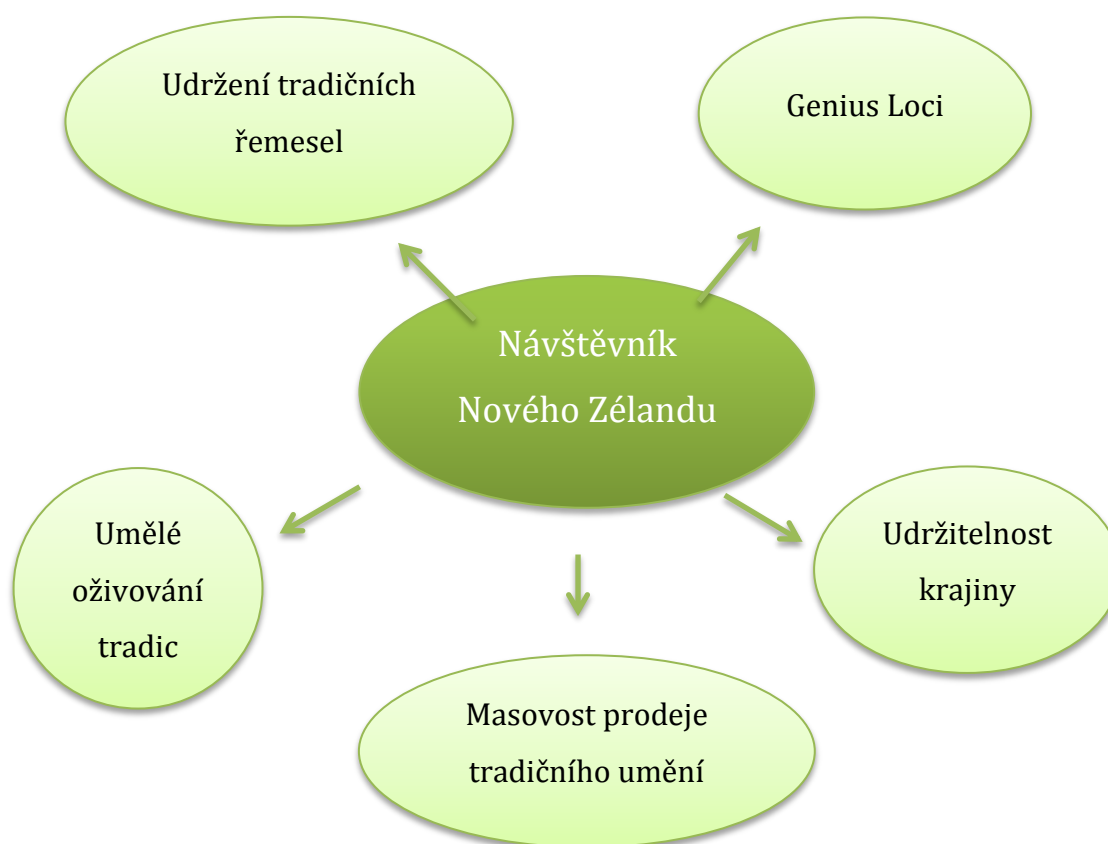 Udržení tradičních
řemesel
Genius Loci
Návštěvník
Nového Zélandu
Umělé
oživování
tradic
Udržitelnost
krajiny
Masovost prodeje
tradičního umění